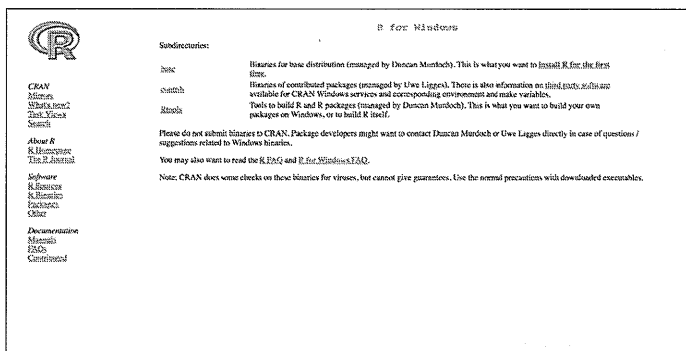 R
CRAN
Mirrors
What's new?
Task Views
Search
About R
R Homepage
The R Journal
Software
R Sources
R Binaries
Packages
Other
Documentation
Manuals
FAQs
Contributed
R for Windows
Subdirectories:
base
Binaries for base distribution (managed by Duncan Murdoch). This is what you want to install R for the first
time.
contrib
Binaries of contributed packages (managed by Uwe Ligges). There is also information on third party software
available for CRAN Windows services and corresponding environment and make variables.
Rtools
Tools to build R and R packages (managed by Duncan Murdoch). This is what you want to build your own
packages on Windows, or to build R itself.
Please do not submit binaries to CRAN. Package developers might want to contact Duncan Murdoch or Uwe Ligges directly in case of questions /
suggestions related to Windows binaries.
You may also want to read the R FAQ and R for Windows FAQ.
Note: CRAN does some checks on these binaries for viruses, but cannot give guarantees. Use the normal precautions with downloaded executables.